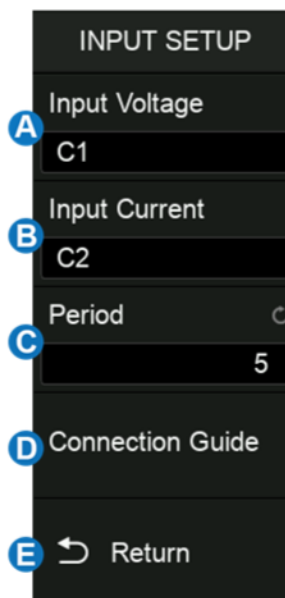 INPUT SETUP
Input Voltage
A
C1
Input Current
B
C2
Period
C
5
D Connection Guide
E Return